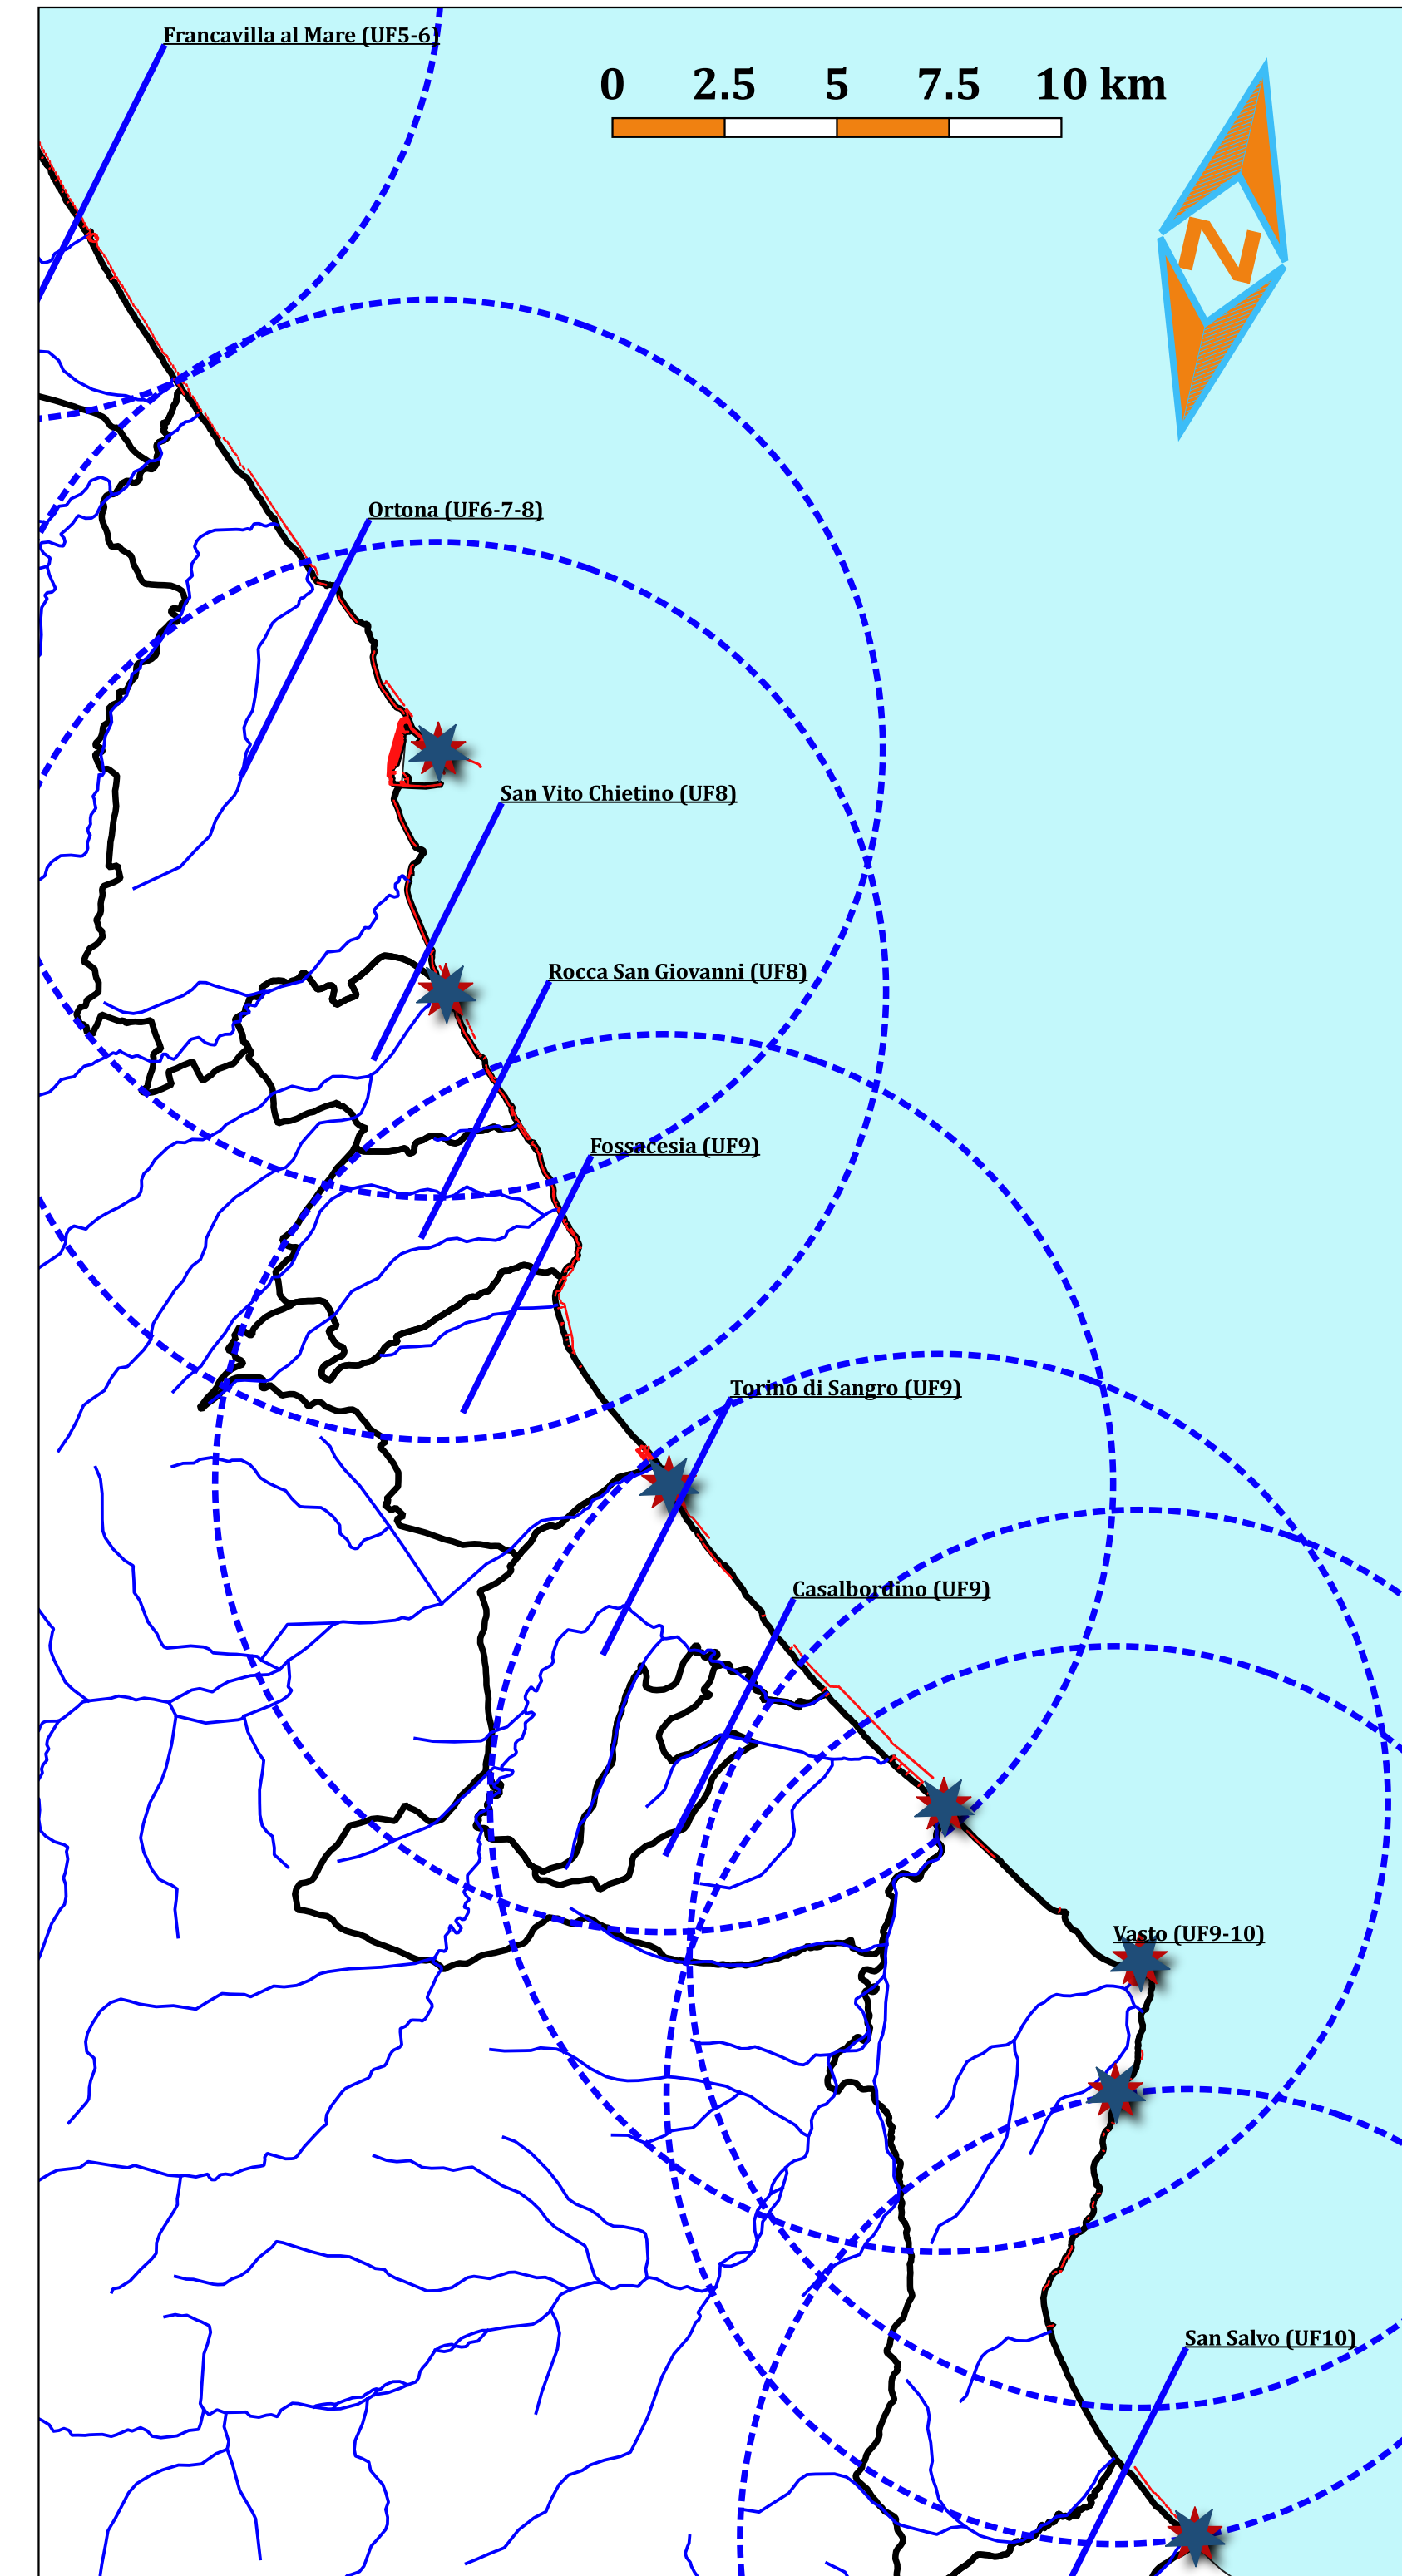 Francavilla al Mare (UF5-6)
0 2.5 5 7.5 10 km
N
Ortona (UF6-7-8)
San Vito Chietino (UF8)
Rocca San Giovanni (UF8)
Fossacesia (UF9)
Torino di Sangro (UF9)
Casalbordino (UF9)
Vasto (UF9-10)
San Salvo (UF10)